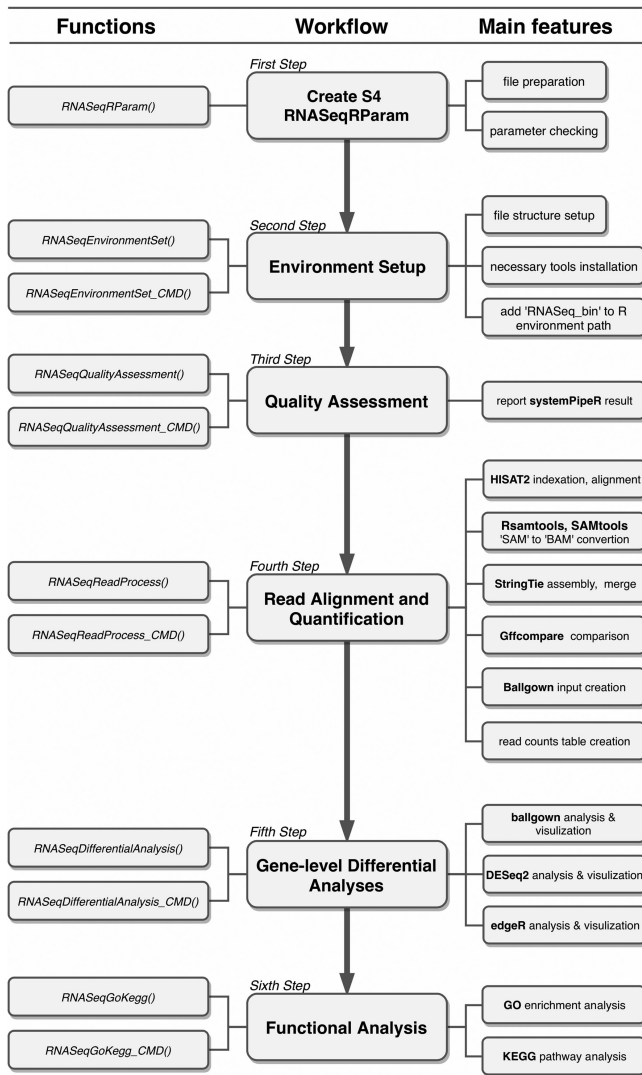 Functions
Workflow
Main features
First Step
RNASeqRParam()
Create S4
RNASeqRParam
file preparation
parameter checking
Second Step
RNASeqEnvironmentSet()
RNASeqEnvironmentSet_CMD()
Environment Setup
file structure setup
necessary tools installation
add 'RNASeq_bin' to R
environment path
Third Step
RNASeqQualityAssessment()
RNASeqQualityAssessment_CMD()
Quality Assessment
report systemPipeR result
Fourth Step
RNASeqReadProcess()
RNASeqReadProcess_CMD()
Read Alignment and
Quantification
HISAT2 indexation, alignment
Rsamtools, SAMtools
'SAM' to 'BAM' convertion
StringTie assembly, merge
Gffcompare comparison
Ballgown input creation
read counts table creation
Fifth Step
RNASeqDifferentialAnalysis()
RNASeqDifferentialAnalysis_CMD()
Gene-level Differential
Analyses
ballgown analysis &
visulization
DESeq2 analysis & visulization
edgeR analysis & visulization
Sixth Step
RNASeqGoKegg()
RNASeqGoKegg_CMD()
Functional Analysis
GO enrichment analysis
KEGG pathway analysis